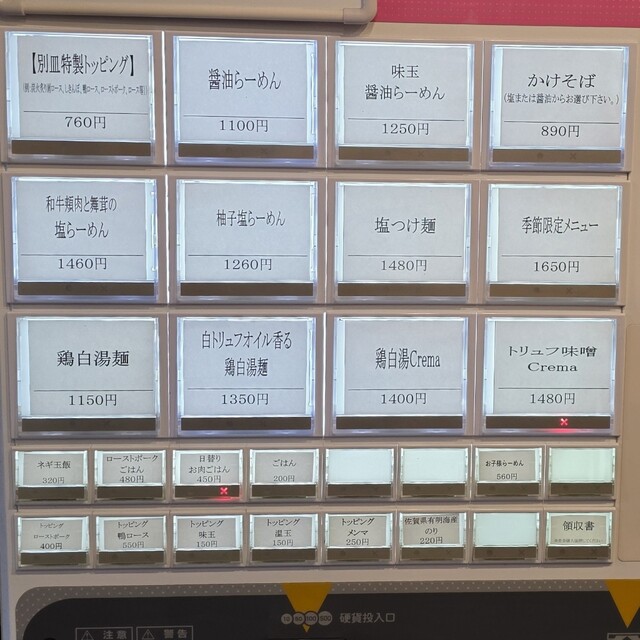 【別皿特製トッピング】
760円
醤油らーめん
1100円
味玉
醤油らーめん
1250円
かけそば
(塩または醤油からお選び下さい。)
890円
和牛頬肉と舞茸の
塩らーめん
1460円
柚子塩らーめん
1260円
塩つけ麺
1480円
季節限定メニュー
1650円
鶏白湯麺
1150円
白トリュフオイル香る
鶏白湯麺
1350円
鶏白湯Crema
1400円
トリュフ味噌
Crema
1480円
ネギ玉飯
320円
ローストポーク
ごはん
480円
日替り
お肉ごはん
450円
ごはん
200円
お子様らーめん
560円
トッピング
ローストポーク
400円
トッピング
鴨ロース
550円
トッピング
味玉
150円
トッピング
温玉
150円
トッピング
メンマ
250円
佐賀県有明海産
のり
220円
領収書
10 50 100 500 硬貨投入口
注意
警告